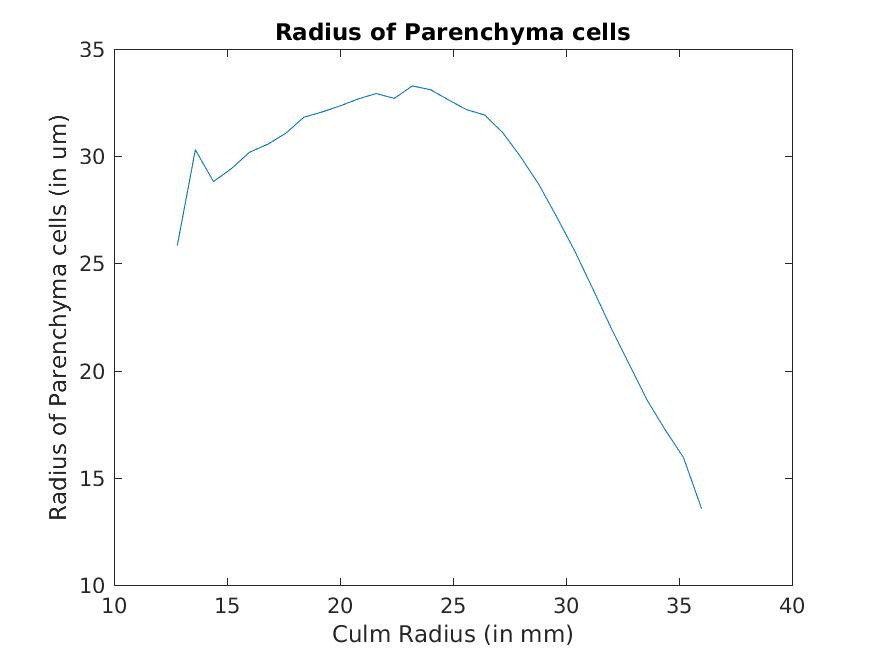 Radius of Parenchyma cells
Radius of Parenchyma cells (in um)
35
30
25
20
15
10
10 15 20 25 30 35 40
Culm Radius (in mm)